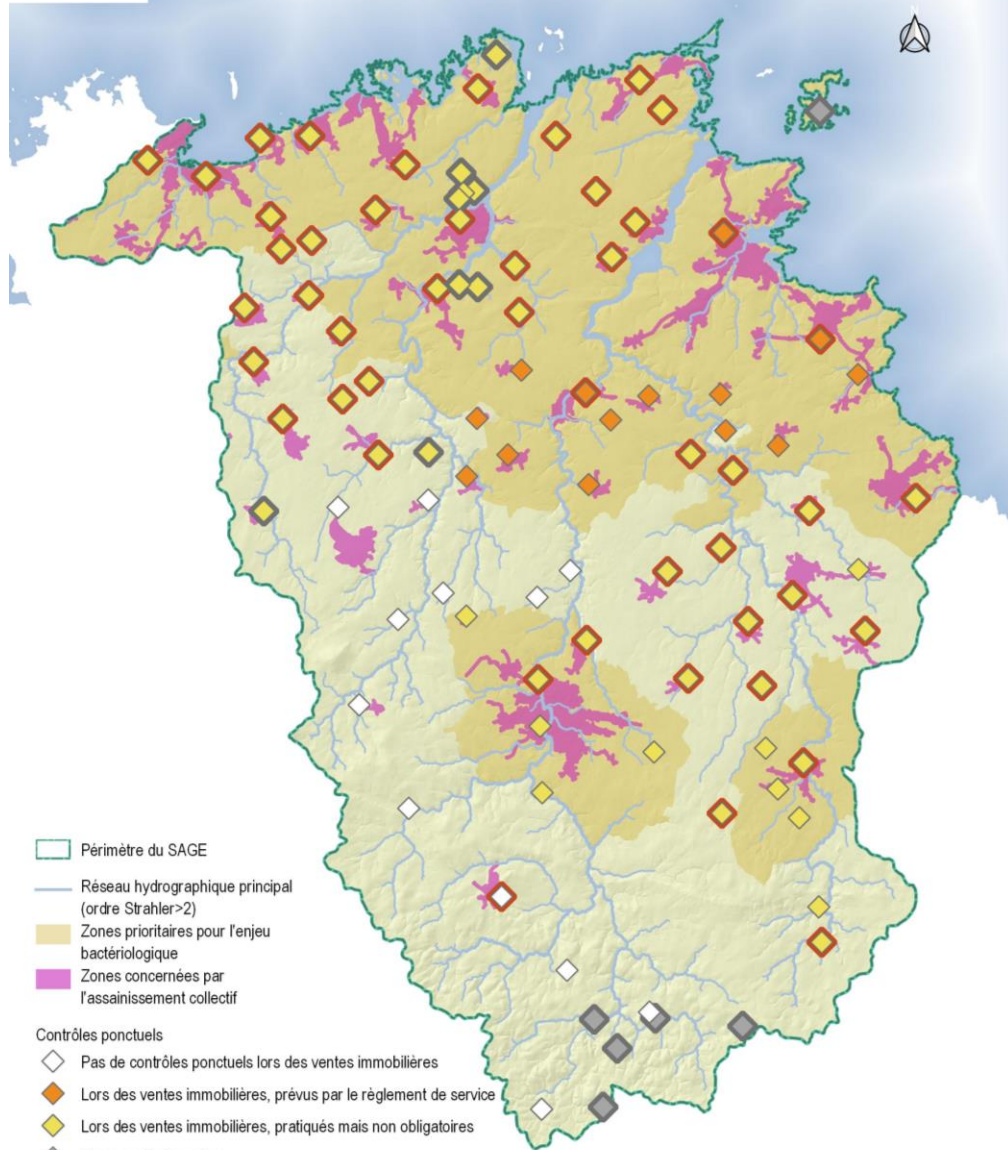 Périmètre du SAGE
Réseau hydrographique principal
(ordre Strahler>2)
Zones prioritaires pour l'enjeu
bactériologique
Zones concernées par
l'assainissement collectif
Contrôles ponctuels
Pas de contrôles ponctuels lors des ventes immobilières
Lors des ventes immobilières, prévus par le règlement de service
Lors des ventes immobilières, pratiqués mais non obligatoires